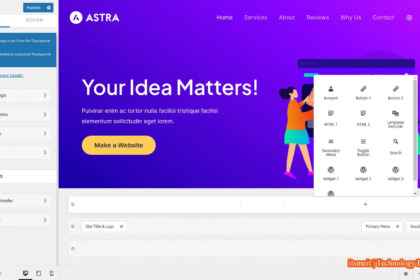 Publish
DESIGN
ASTRA
Home Services About Reviews Why Us Contact
Your Idea Matters!
Pulvinar enim ac tortor nulla facilisi tristique facilisi
elementum sollicitudin eget lorem.
Make a Website
Account
Button 1
Button 2
HTML 1
HTML 2
Language Switcher
Secondary Menu
Toggle Button
Search
Widget 1
Widget 2
Site Title & Logo
Primary Menu
itsmeit | Technology